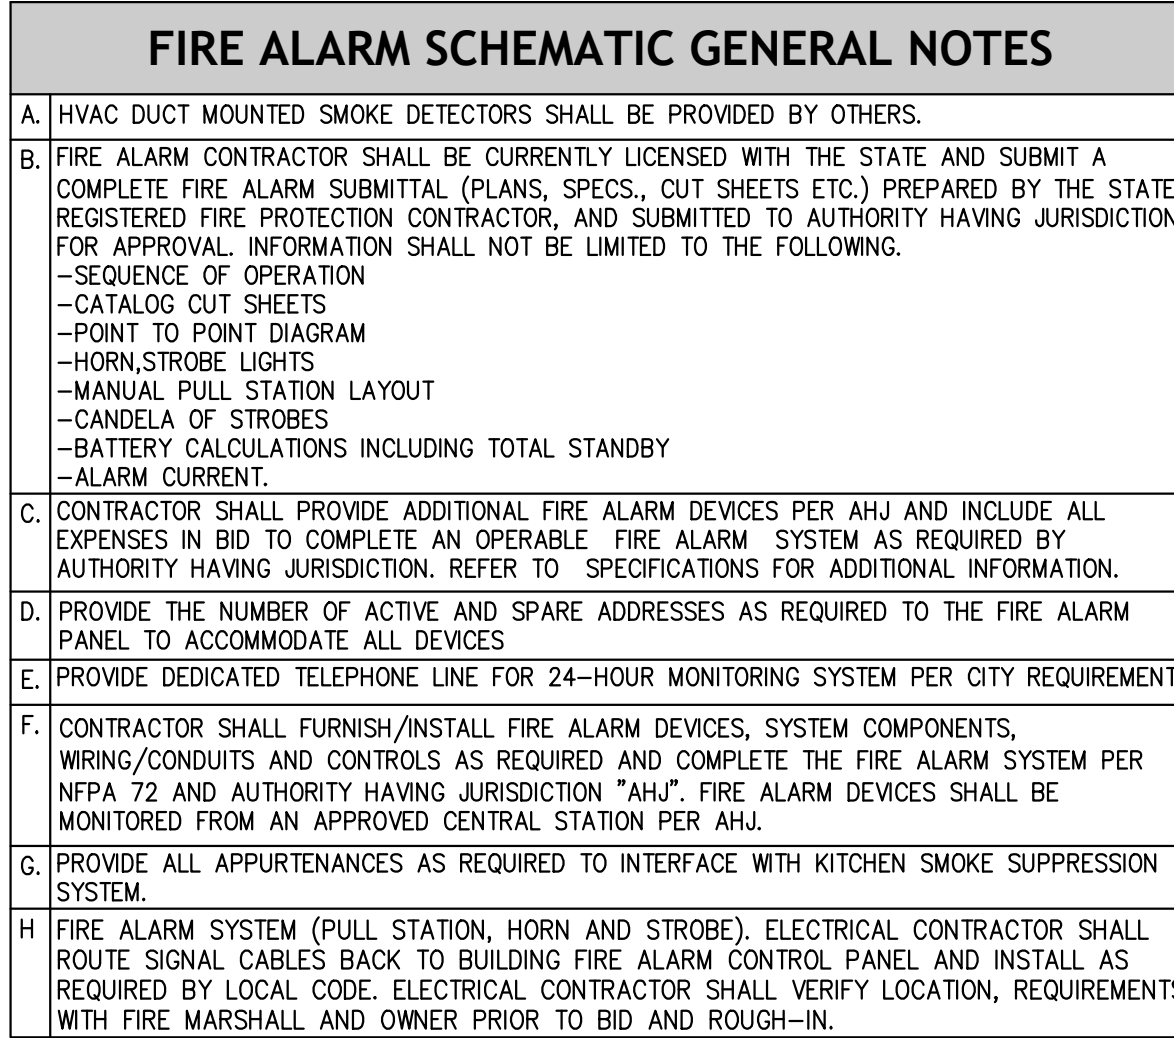 FIRE ALARM SCHEMATIC GENERAL NOTES
A. HVAC DUCT MOUNTED SMOKE DETECTORS SHALL BE PROVIDED BY OTHERS.
B. FIRE ALARM CONTRACTOR SHALL BE CURRENTLY LICENSED WITH THE STATE AND SUBMIT A
COMPLETE FIRE ALARM SUBMITTAL (PLANS, SPECS., CUT SHEETS ETC.) PREPARED BY THE STATE
REGISTERED FIRE PROTECTION CONTRACTOR, AND SUBMITTED TO AUTHORITY HAVING JURISDICTION
FOR APPROVAL. INFORMATION SHALL NOT BE LIMITED TO THE FOLLOWING.
–SEQUENCE OF OPERATION
–CATALOG CUT SHEETS
–POINT TO POINT DIAGRAM
–HORN,STROBE LIGHTS
–MANUAL PULL STATION LAYOUT
–CANDELA OF STROBES
–BATTERY CALCULATIONS INCLUDING TOTAL STANDBY
–ALARM CURRENT.
C. CONTRACTOR SHALL PROVIDE ADDITIONAL FIRE ALARM DEVICES PER AHJ AND INCLUDE ALL
EXPENSES IN BID TO COMPLETE AN OPERABLE FIRE ALARM SYSTEM AS REQUIRED BY
AUTHORITY HAVING JURISDICTION. REFER TO SPECIFICATIONS FOR ADDITIONAL INFORMATION.
D. PROVIDE THE NUMBER OF ACTIVE AND SPARE ADDRESSES AS REQUIRED TO THE FIRE ALARM
PANEL TO ACCOMMODATE ALL DEVICES
E. PROVIDE DEDICATED TELEPHONE LINE FOR 24–HOUR MONITORING SYSTEM PER CITY REQUIREMENT
F. CONTRACTOR SHALL FURNISH/INSTALL FIRE ALARM DEVICES, SYSTEM COMPONENTS,
WIRING/CONDUITS AND CONTROLS AS REQUIRED AND COMPLETE THE FIRE ALARM SYSTEM PER
NFPA 72 AND AUTHORITY HAVING JURISDICTION "AHJ". FIRE ALARM DEVICES SHALL BE
MONITORED FROM AN APPROVED CENTRAL STATION PER AHJ.
G. PROVIDE ALL APPURTENANCES AS REQUIRED TO INTERFACE WITH KITCHEN SMOKE SUPPRESSION
SYSTEM.
H FIRE ALARM SYSTEM (PULL STATION, HORN AND STROBE). ELECTRICAL CONTRACTOR SHALL
ROUTE SIGNAL CABLES BACK TO BUILDING FIRE ALARM CONTROL PANEL AND INSTALL AS
REQUIRED BY LOCAL CODE. ELECTRICAL CONTRACTOR SHALL VERIFY LOCATION, REQUIREMENTS
WITH FIRE MARSHALL AND OWNER PRIOR TO BID AND ROUGH–IN.